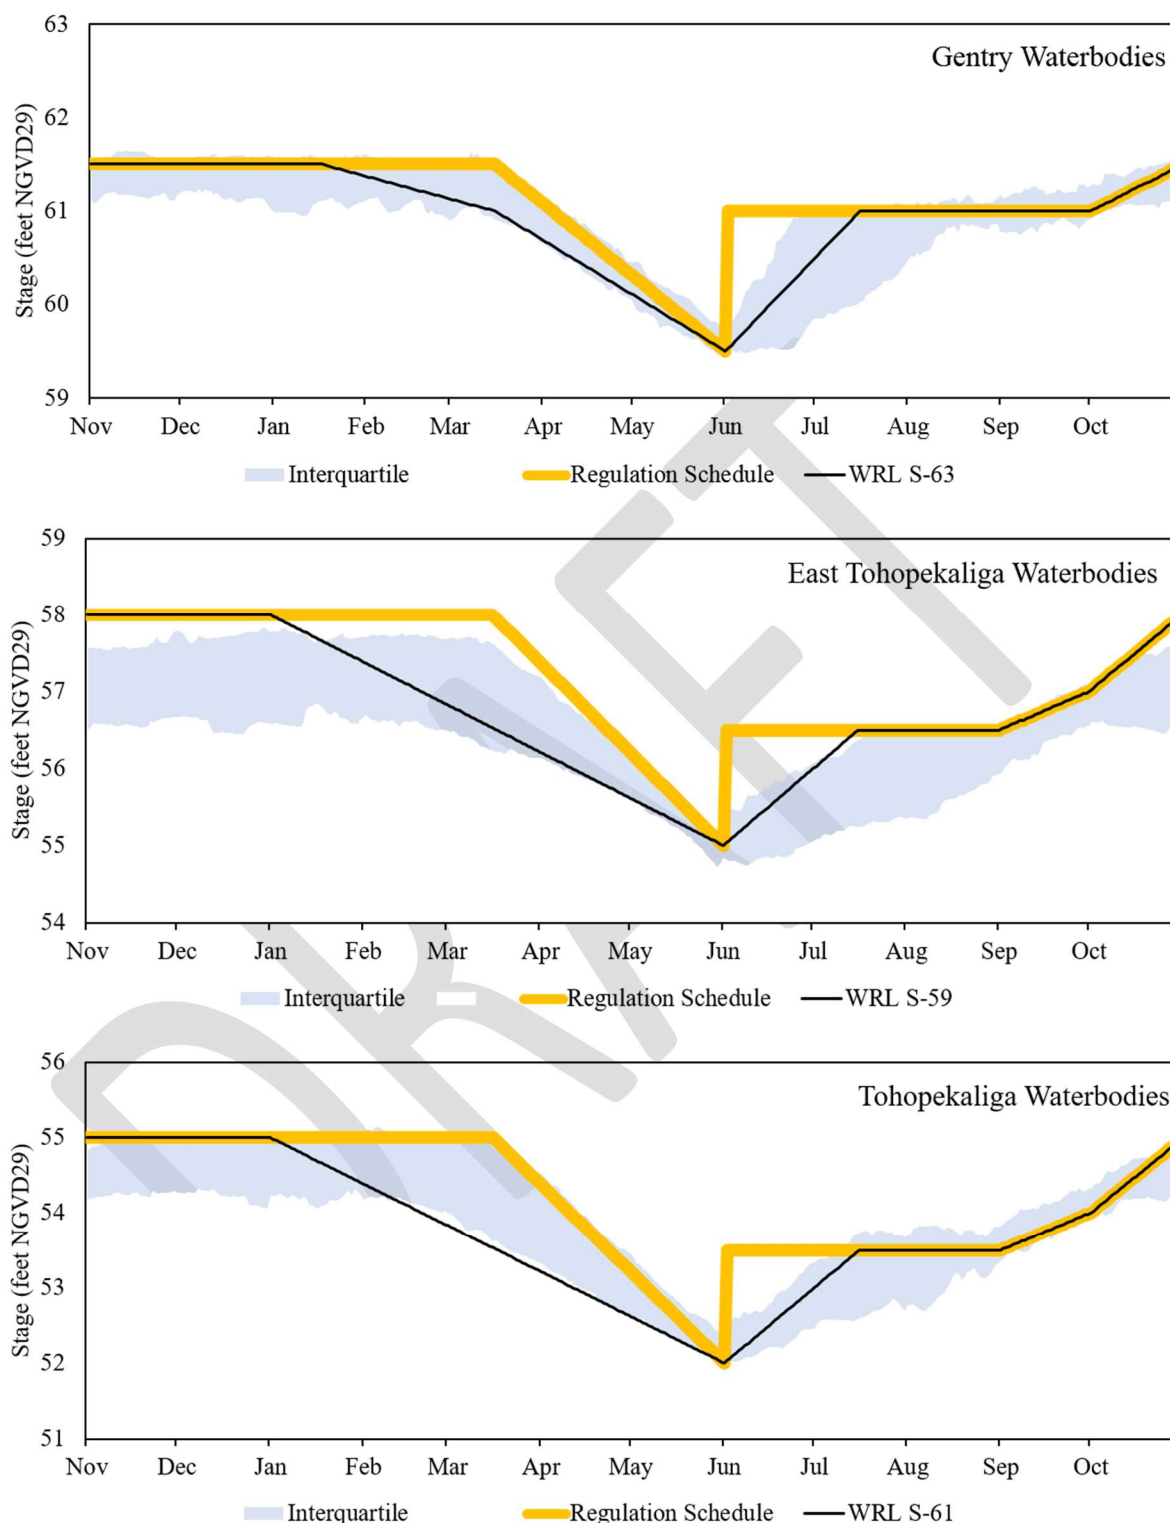 Gentry Waterbodies
Stage (feet NGVD29)
63
62
61
60
59
Nov Dec Jan Feb Mar Apr May Jun Jul Aug Sep Oct
Interquartile Regulation Schedule WRL S-63
East Tohopekaliga Waterbodies
Stage (feet NGVD29)
59
58
57
56
55
54
Nov Dec Jan Feb Mar Apr May Jun Jul Aug Sep Oct
Interquartile Regulation Schedule WRL S-59
Tohopekaliga Waterbodies
Stage (feet NGVD29)
56
55
54
53
52
51
Nov Dec Jan Feb Mar Apr May Jun Jul Aug Sep Oct
Interquartile Regulation Schedule WRL S-61
DRAFT